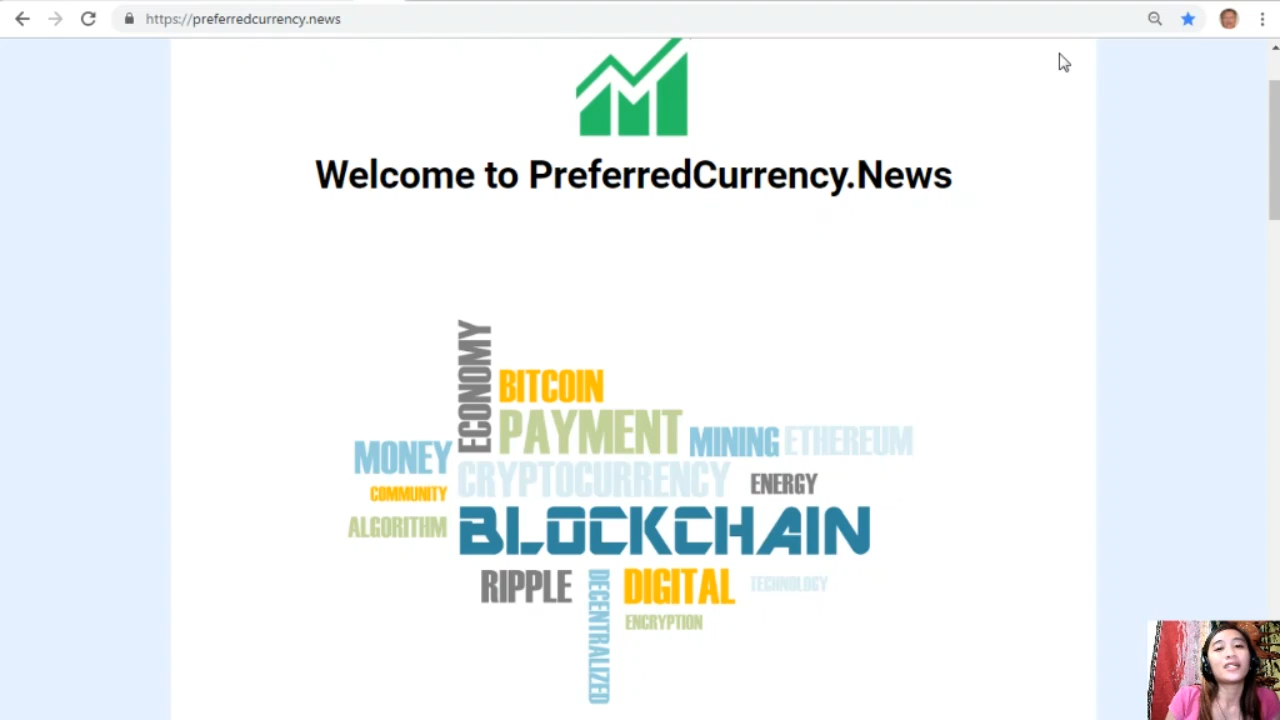 https://preferredcurrency.news
Welcome to PreferredCurrency.News
ECONOMY
BITCOIN
PAYMENT
MONEY
MINING
ETHEREUM
CRYPTOCURRENCY
ENERGY
COMMUNITY
ALGORITHM
BLOCKCHAIN
RIPPLE
DECENTRALIZED
DIGITAL
TECHNOLOGY
ENCRYPTION